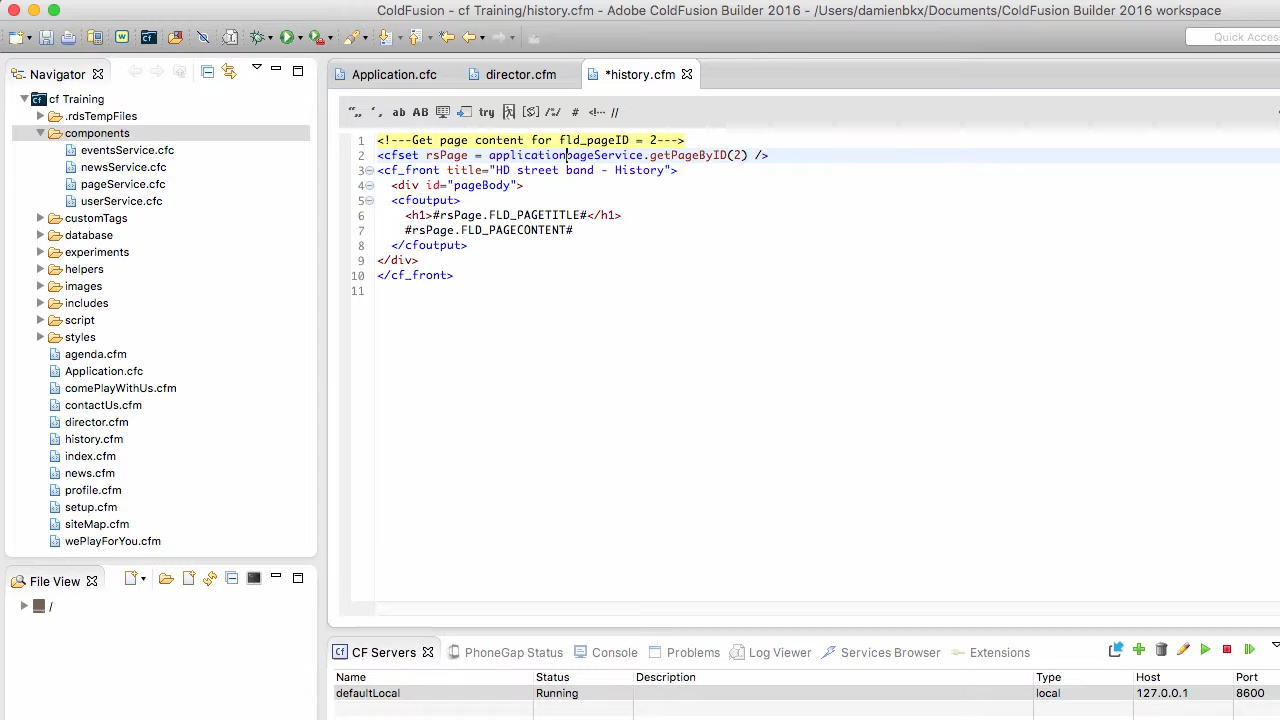 ColdFusion - cf Training/history.cfm - Adobe ColdFusion Builder 2016 - /Users/damienbkx/Documents/ColdFusion Builder 2016 workspace
Quick Acces
Navigator
Application.cfc
director.cfm
*history.cfm
cf Training
.rdsTempFiles
components
eventsService.cfc
newsService.cfc
pageService.cfc
userService.cfc
customTags
database
experiments
helpers
images
includes
script
styles
agenda.cfm
Application.cfc
comePlayWithUs.cfm
contactUs.cfm
director.cfm
history.cfm
index.cfm
news.cfm
profile.cfm
setup.cfm
siteMap.cfm
wePlayForYou.cfm
ab AB try /*/ # <!-- //
1 <!---Get page content for fld_pageID = 2--->
2 <cfset rsPage = applicationpageService.getPageByID(2) />
3 <cf_front title="HD street band - History">
4 <div id="pageBody">
5 <cfoutput>
6 <h1>#rsPage.FLD_PAGETITLE#</h1>
7 #rsPage.FLD_PAGECONTENT#
8 </cfoutput>
9 </div>
10 </cf_front>
11
File View
/
CF Servers
PhoneGap Status
Console
Problems
Log Viewer
Services Browser
Extensions
Name Status Description Type Host Port
defaultLocal Running local 127.0.0.1 8600